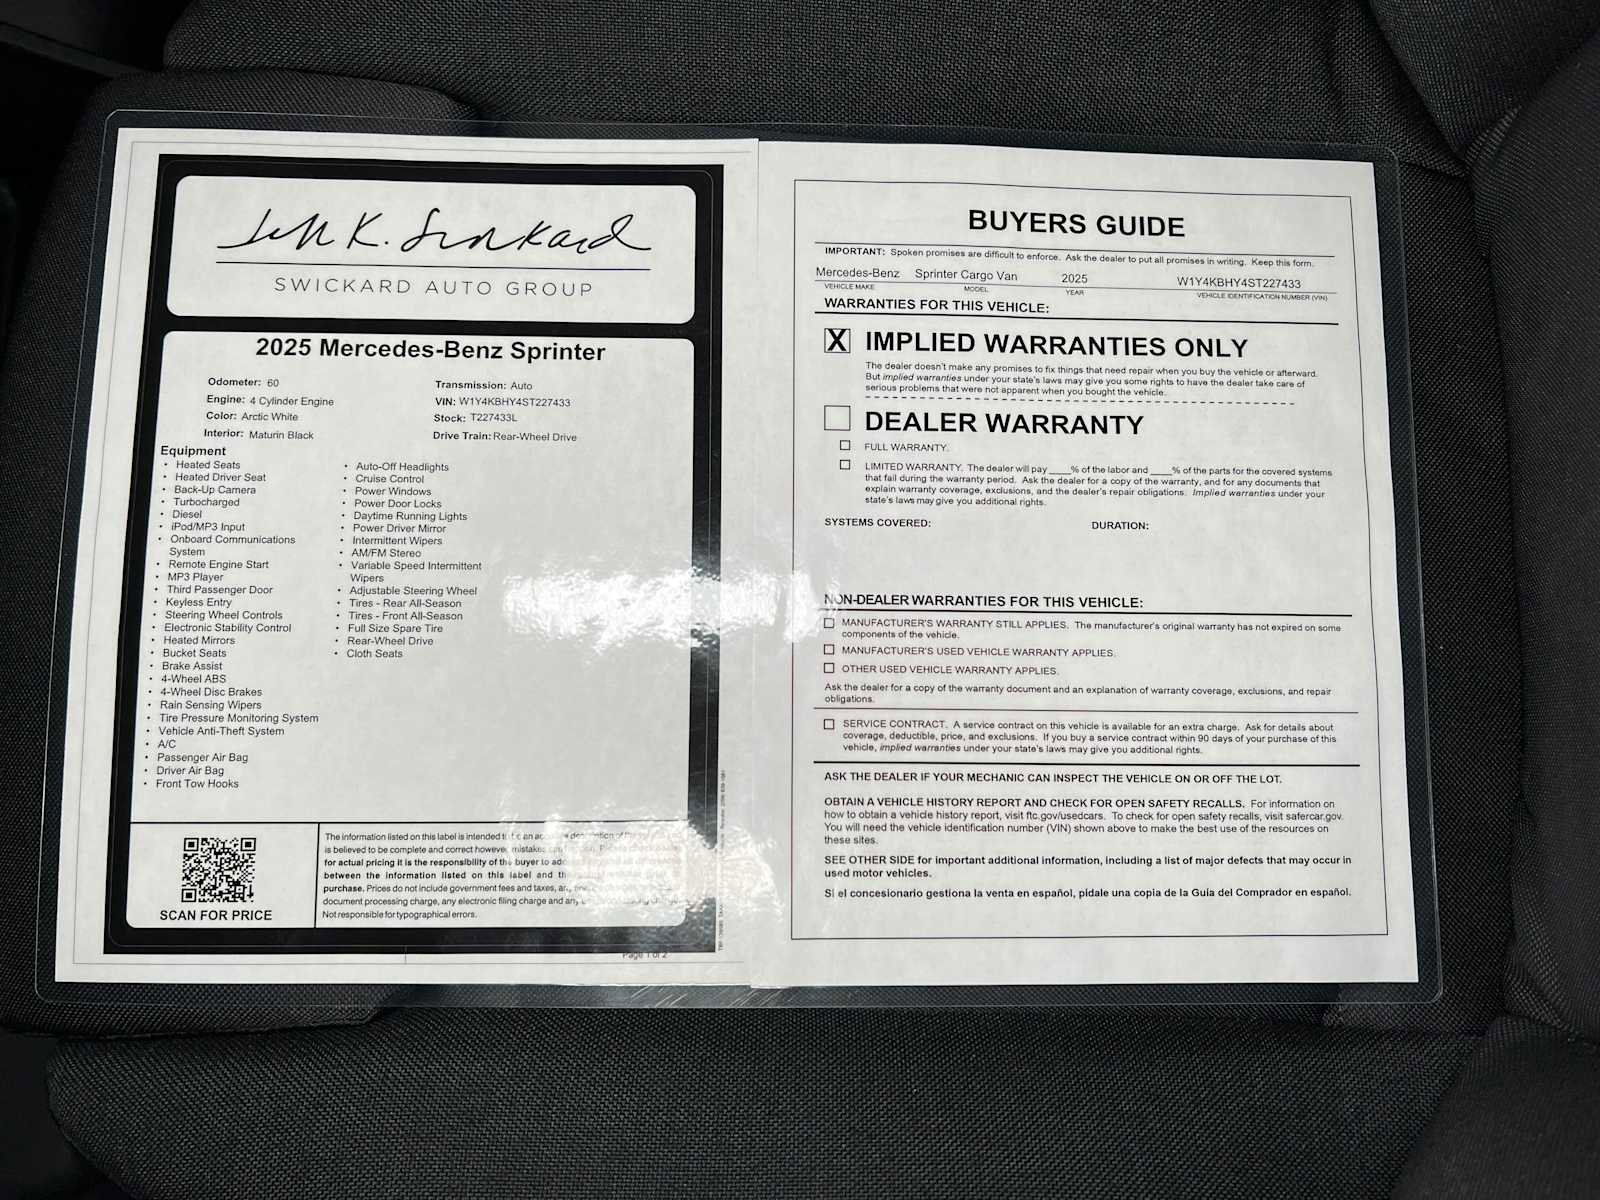 Jeff K. Swickard
SWICKARD AUTO GROUP
2025 Mercedes-Benz Sprinter
Odometer: 60
Engine: 4 Cylinder Engine
Color: Arctic White
Interior: Maturin Black
Transmission: Auto
VIN: W1Y4KBHY4ST227433
Stock: T227433L
Drive Train: Rear-Wheel Drive
Equipment
• Heated Seats
• Heated Driver Seat
• Back-Up Camera
• Turbocharged
• Diesel
• iPod/MP3 Input
• Onboard Communications
System
• Remote Engine Start
• MP3 Player
• Third Passenger Door
• Keyless Entry
• Steering Wheel Controls
• Electronic Stability Control
• Heated Mirrors
• Bucket Seats
• Brake Assist
• 4-Wheel ABS
• 4-Wheel Disc Brakes
• Rain Sensing Wipers
• Tire Pressure Monitoring System
• Vehicle Anti-Theft System
• A/C
• Passenger Air Bag
• Driver Air Bag
• Front Tow Hooks
• Auto-Off Headlights
• Cruise Control
• Power Windows
• Power Door Locks
• Daytime Running Lights
• Power Driver Mirror
• Intermittent Wipers
• AM/FM Stereo
• Variable Speed Intermittent
Wipers
• Adjustable Steering Wheel
• Tires - Rear All-Season
• Tires - Front All-Season
• Full Size Spare Tire
• Rear-Wheel Drive
• Cloth Seats
SCAN FOR PRICE
The information listed on this label is intended
is believed to be complete and correct however, mistakes
for actual pricing it is the responsibility of the buyer to
between the information listed on this label and
purchase. Prices do not include government fees and taxes,
document processing charge, any electronic filing charge and
Not responsible for typographical errors.
Page 1 of 2
BUYERS GUIDE
IMPORTANT: Spoken promises are difficult to enforce. Ask the dealer to put all promises in writing. Keep this form.
Mercedes-Benz Sprinter Cargo Van 2025 W1Y4KBHY4ST227433
VEHICLE MAKE MODEL YEAR VEHICLE IDENTIFICATION NUMBER (VIN)
WARRANTIES FOR THIS VEHICLE:
X IMPLIED WARRANTIES ONLY
The dealer doesn't make any promises to fix things that need repair when you buy the vehicle or afterward.
But implied warranties under your state's laws may give you some rights to have the dealer take care of
serious problems that were not apparent when you bought the vehicle.
DEALER WARRANTY
FULL WARRANTY.
LIMITED WARRANTY. The dealer will pay ____% of the labor and ____% of the parts for the covered systems
that fail during the warranty period. Ask the dealer for a copy of the warranty, and for any documents that
explain warranty coverage, exclusions, and the dealer's repair obligations. Implied warranties under your
state's laws may give you additional rights.
SYSTEMS COVERED: DURATION:
NON-DEALER WARRANTIES FOR THIS VEHICLE:
MANUFACTURER'S WARRANTY STILL APPLIES. The manufacturer's original warranty has not expired on some
components of the vehicle.
MANUFACTURER'S USED VEHICLE WARRANTY APPLIES.
OTHER USED VEHICLE WARRANTY APPLIES.
Ask the dealer for a copy of the warranty document and an explanation of warranty coverage, exclusions, and repair
obligations.
SERVICE CONTRACT. A service contract on this vehicle is available for an extra charge. Ask for details about
coverage, deductible, price, and exclusions. If you buy a service contract within 90 days of your purchase of this
vehicle, implied warranties under your state's laws may give you additional rights.
ASK THE DEALER IF YOUR MECHANIC CAN INSPECT THE VEHICLE ON OR OFF THE LOT.
OBTAIN A VEHICLE HISTORY REPORT AND CHECK FOR OPEN SAFETY RECALLS. For information on
how to obtain a vehicle history report, visit ftc.gov/usedcars. To check for open safety recalls, visit safercar.gov.
You will need the vehicle identification number (VIN) shown above to make the best use of the resources on
these sites.
SEE OTHER SIDE for important additional information, including a list of major defects that may occur in
used motor vehicles.
Si el concesionario gestiona la venta en español, pidale una copia de la Guia del Comprador en español.